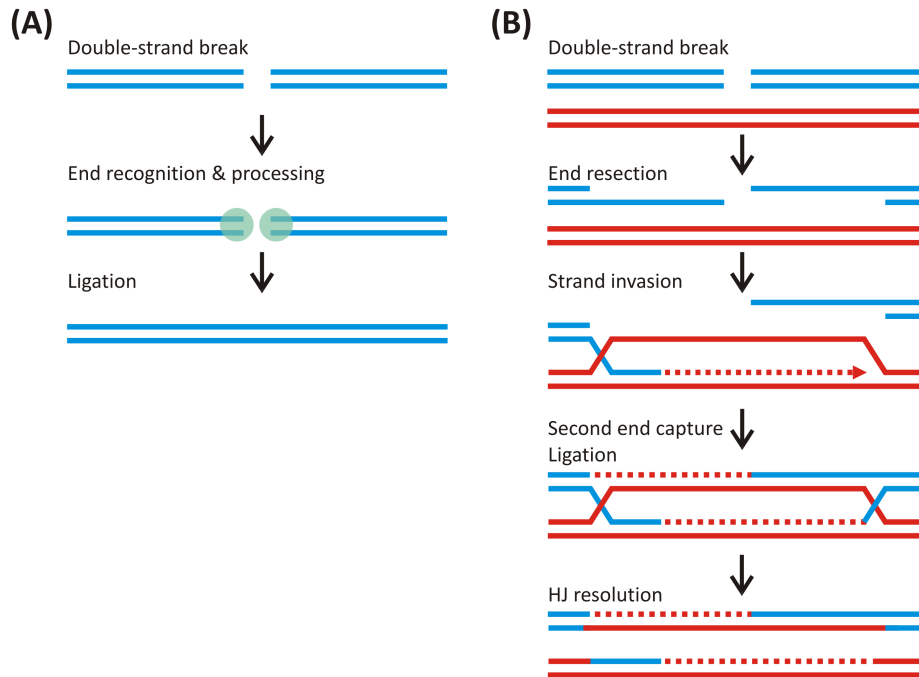 (A)
Double-strand break
End recognition & processing
Ligation
(B)
Double-strand break
End resection
Strand invasion
Second end capture
Ligation
HJ resolution